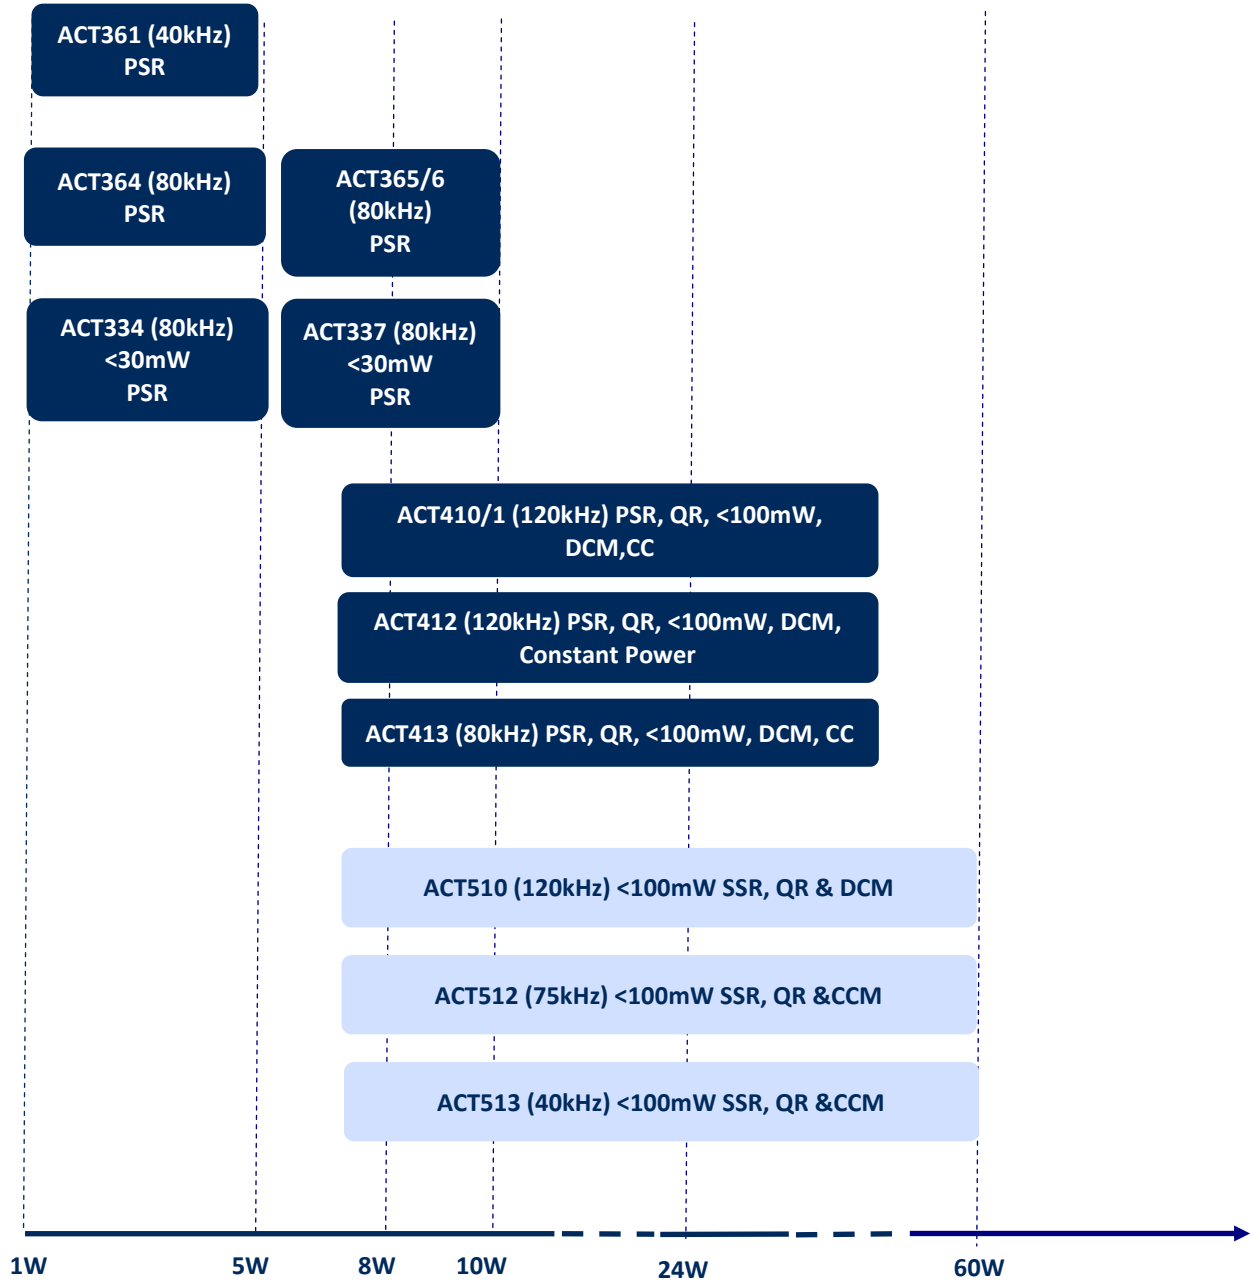 ACT361 (40kHz)
PSR
ACT364 (80kHz)
PSR
ACT365/6
(80kHz)
PSR
ACT334 (80kHz)
<30mW
PSR
ACT337 (80kHz)
<30mW
PSR
ACT410/1 (120kHz) PSR, QR, <100mW,
DCM,CC
ACT412 (120kHz) PSR, QR, <100mW, DCM,
Constant Power
ACT413 (80kHz) PSR, QR, <100mW, DCM, CC
ACT510 (120kHz) <100mW SSR, QR & DCM
ACT512 (75kHz) <100mW SSR, QR &CCM
ACT513 (40kHz) <100mW SSR, QR &CCM
1W 5W 8W 10W 24W 60W